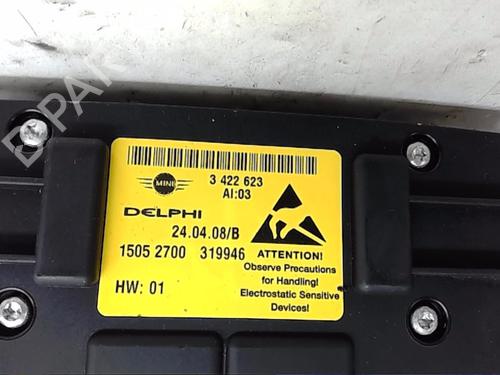 B-PARTS
MINI
3 422 623
AI:03
DELPHI
24.04.08/B
1505 2700 319946
HW: 01
ATTENTION!
Observe Precautions
for Handling!
Electrostatic Sensitive
Devices!